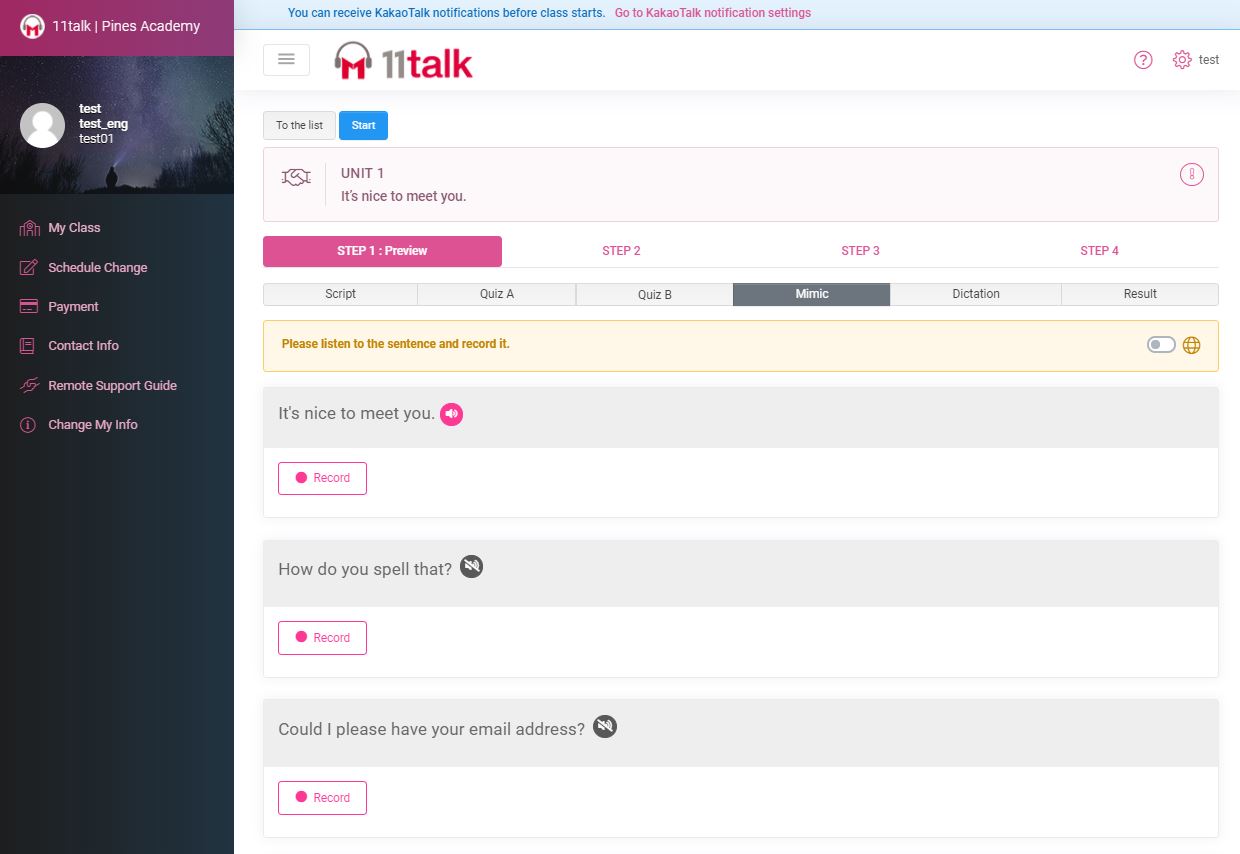 11talk | Pines Academy
You can receive KakaoTalk notifications before class starts. Go to KakaoTalk notification settings
11talk
test
test
test_eng
test01
My Class
Schedule Change
Payment
Contact Info
Remote Support Guide
Change My Info
To the list
Start
UNIT 1
It's nice to meet you.
STEP 1 : Preview
STEP 2
STEP 3
STEP 4
Script
Quiz A
Quiz B
Mimic
Dictation
Result
Please listen to the sentence and record it.
It's nice to meet you.
Record
How do you spell that?
Record
Could I please have your email address?
Record